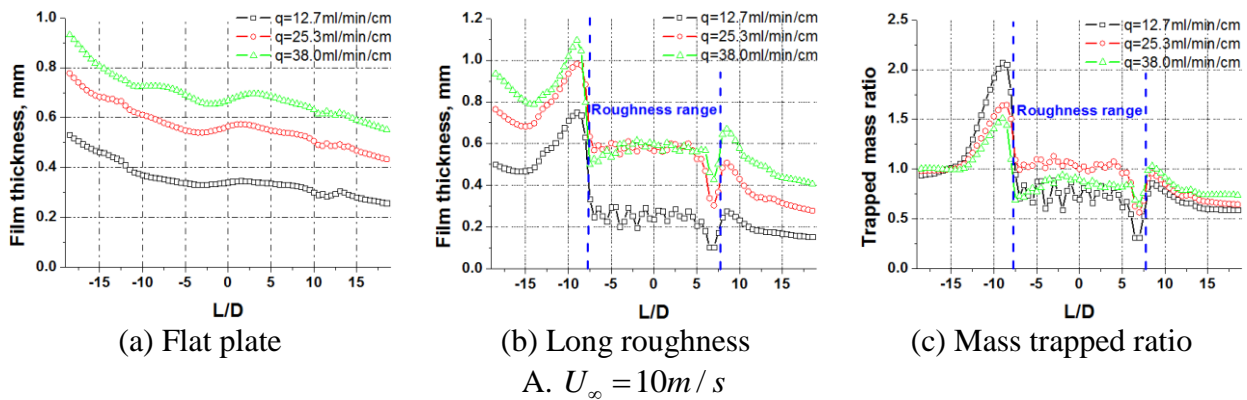 q=12.7ml/min/cm
q=25.3ml/min/cm
q=38.0ml/min/cm
Film thickness, mm
1.0
0.8
0.6
0.4
0.2
0.0
-15 -10 -5 0 5 10 15
L/D
(a) Flat plate
q=12.7ml/min/cm
q=25.3ml/min/cm
q=38.0ml/min/cm
Roughness range
Film thickness, mm
1.2
1.0
0.8
0.6
0.4
0.2
0.0
-15 -10 -5 0 5 10 15
L/D
(b) Long roughness
q=12.7ml/min/cm
q=25.3ml/min/cm
q=38.0ml/min/cm
Roughness range
Trapped mass ratio
2.5
2.0
1.5
1.0
0.5
0.0
-15 -10 -5 0 5 10 15
L/D
(c) Mass trapped ratio
A. U∞ = 10m / s